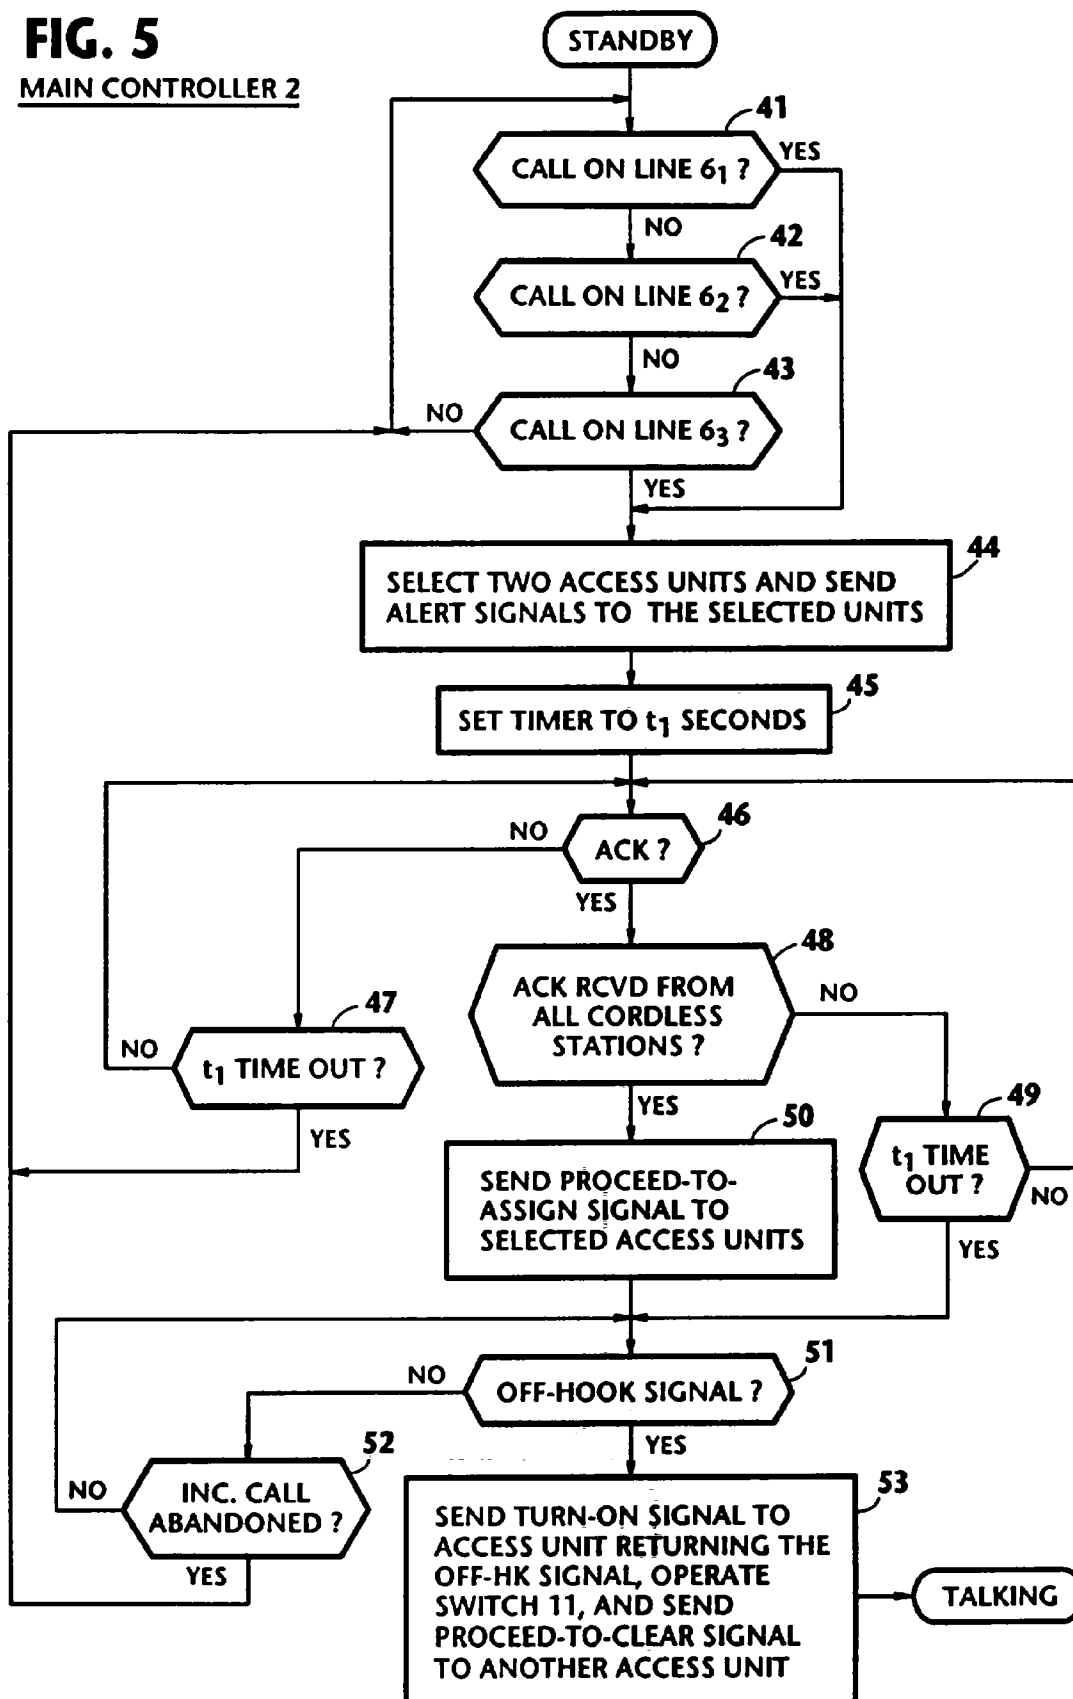 FIG. 5
MAIN CONTROLLER 2
STANDBY
41
CALL ON LINE 6₁ ?
YES
NO
42
CALL ON LINE 6₂ ?
YES
NO
43
NO
CALL ON LINE 6₃ ?
YES
44
SELECT TWO ACCESS UNITS AND SEND
ALERT SIGNALS TO THE SELECTED UNITS
45
SET TIMER TO t₁ SECONDS
46
NO
ACK ?
YES
48
ACK RCVD FROM
ALL CORDLESS
STATIONS ?
NO
47
NO
t₁ TIME OUT ?
YES
YES
49
t₁ TIME
OUT ?
NO
YES
50
SEND PROCEED-TO-
ASSIGN SIGNAL TO
SELECTED ACCESS UNITS
51
NO
OFF-HOOK SIGNAL ?
YES
52
NO
INC. CALL
ABANDONED ?
YES
53
SEND TURN-ON SIGNAL TO
ACCESS UNIT RETURNING THE
OFF-HK SIGNAL, OPERATE
SWITCH 11, AND SEND
PROCEED-TO-CLEAR SIGNAL
TO ANOTHER ACCESS UNIT
TALKING